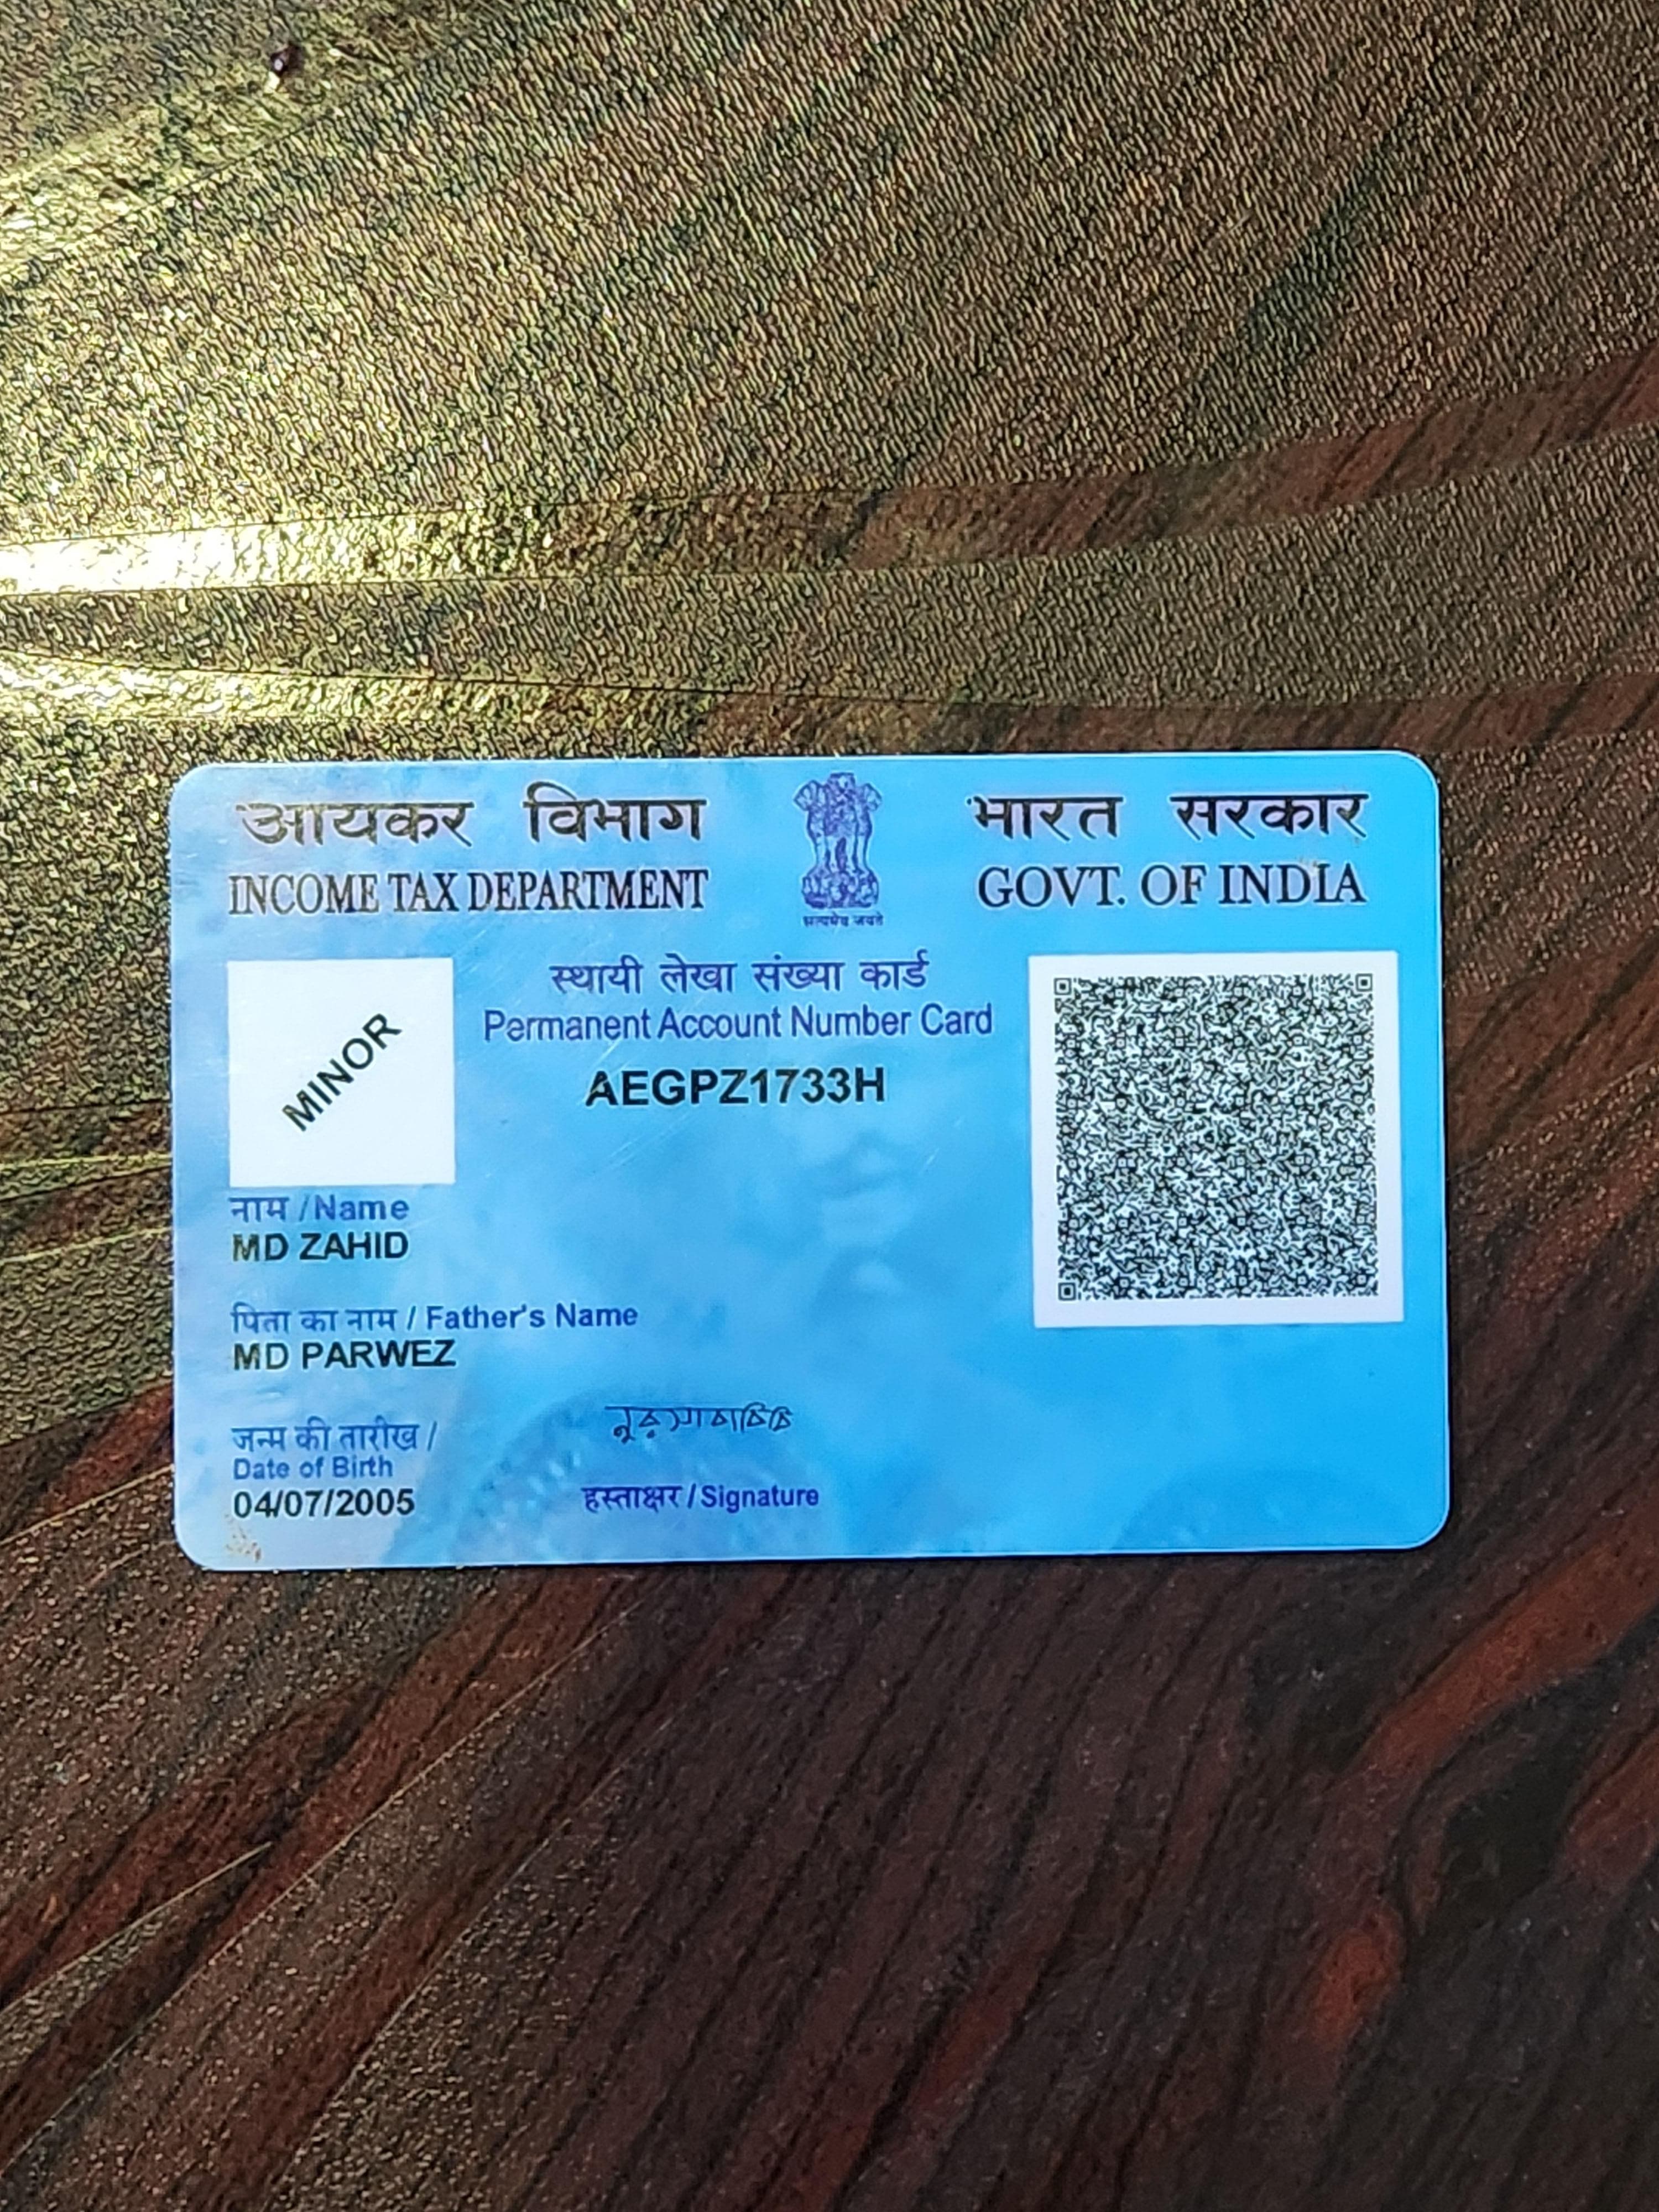 आयकर विभाग
INCOME TAX DEPARTMENT
सत्यमेव जयते
भारत सरकार
GOVT. OF INDIA
स्थायी लेखा संख्या कार्ड
Permanent Account Number Card
AEGPZ1733H
MINOR
नाम / Name
MD ZAHID
पिता का नाम / Father's Name
MD PARWEZ
जन्म की तारीख /
Date of Birth
04/07/2005
हस्ताक्षर / Signature